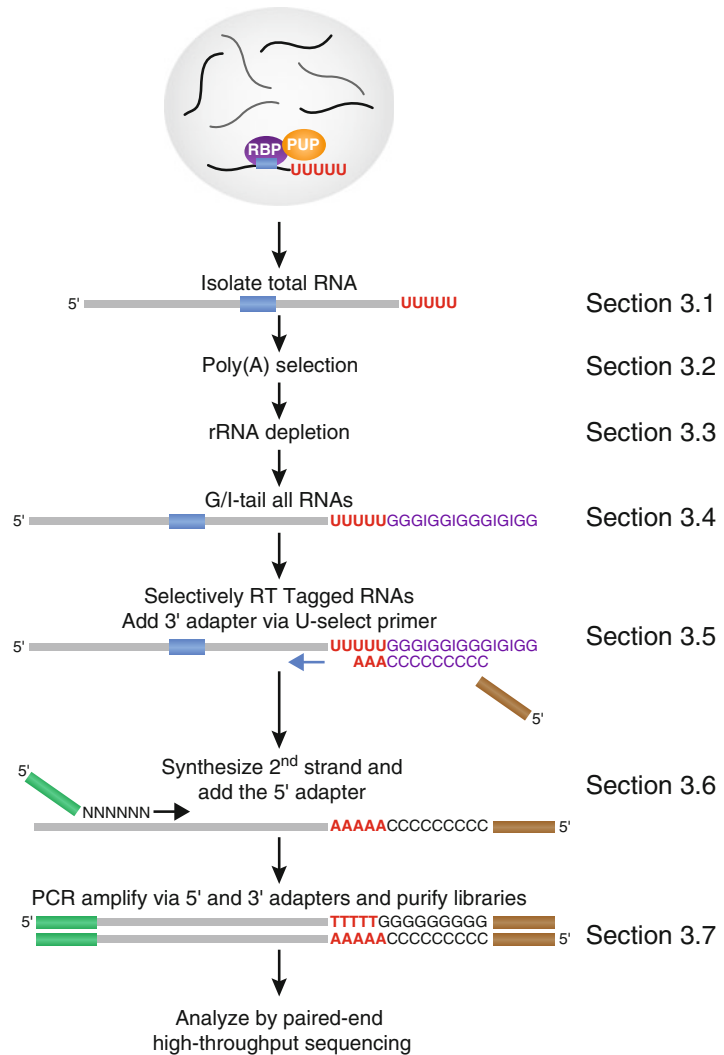 RBP PUP
UUUUU
Isolate total RNA
5' UUUUU Section 3.1
Poly(A) selection Section 3.2
rRNA depletion Section 3.3
G/I-tail all RNAs
5' UUUUUGGGIGGIGGGIGIGG Section 3.4
Selectively RT Tagged RNAs
Add 3' adapter via U-select primer
5' UUUUUGGGIGGIGGGIGIGG Section 3.5
AAACCCCCCCCC
5'
Synthesize 2nd strand and
add the 5' adapter Section 3.6
5'
NNNNNN
AAAAACCCCCCCCC 5'
PCR amplify via 5' and 3' adapters and purify libraries
5' TTTTTGGGGGGGGG
AAAAACCCCCCCCC 5' Section 3.7
Analyze by paired-end
high-throughput sequencing